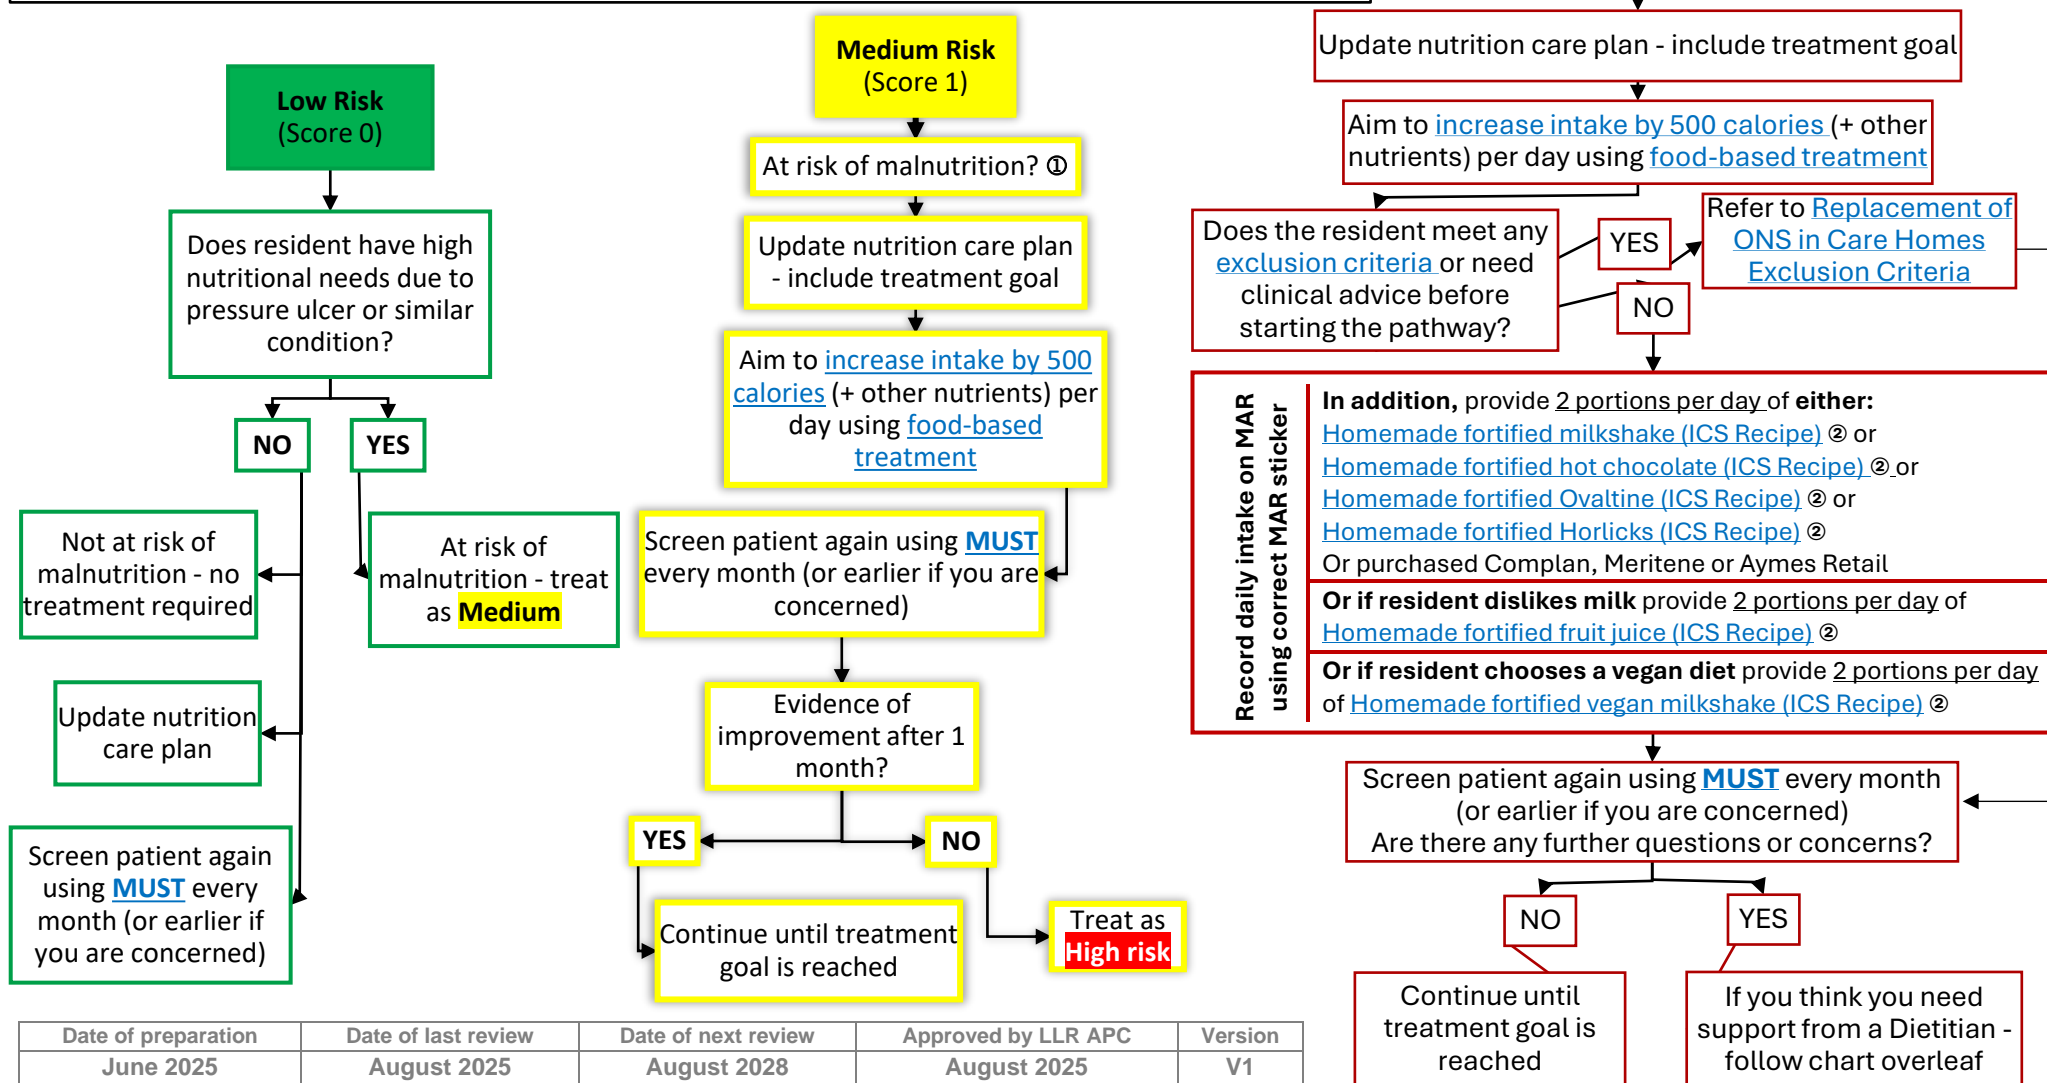 Low Risk
(Score 0)
Does resident have high
nutritional needs due to
pressure ulcer or similar
condition?
NO
YES
Not at risk of
malnutrition - no
treatment required
At risk of
malnutrition - treat
as Medium
Update nutrition
care plan
Screen patient again
using MUST every
month (or earlier if
you are concerned)
Medium Risk
(Score 1)
At risk of malnutrition? ①
Update nutrition care plan
- include treatment goal
Aim to increase intake by 500
calories (+ other nutrients) per
day using food-based
treatment
Screen patient again using MUST
every month (or earlier if you are
concerned)
Evidence of
improvement after 1
month?
YES
NO
Continue until treatment
goal is reached
Treat as
High risk
Update nutrition care plan - include treatment goal
Aim to increase intake by 500 calories (+ other
nutrients) per day using food-based treatment
Does the resident meet any
exclusion criteria or need
clinical advice before
starting the pathway?
YES
NO
Refer to Replacement of
ONS in Care Homes
Exclusion Criteria
Record daily intake on MAR
using correct MAR sticker
In addition, provide 2 portions per day of either:
Homemade fortified milkshake (ICS Recipe) ② or
Homemade fortified hot chocolate (ICS Recipe) ② or
Homemade fortified Ovaltine (ICS Recipe) ② or
Homemade fortified Horlicks (ICS Recipe) ②
Or purchased Complan, Meritene or Aymes Retail
Or if resident dislikes milk provide 2 portions per day of
Homemade fortified fruit juice (ICS Recipe) ②
Or if resident chooses a vegan diet provide 2 portions per day
of Homemade fortified vegan milkshake (ICS Recipe) ②
Screen patient again using MUST every month
(or earlier if you are concerned)
Are there any further questions or concerns?
NO
YES
Continue until
treatment goal is
reached
If you think you need
support from a Dietitian -
follow chart overleaf
Date of preparation Date of last review Date of next review Approved by LLR APC Version
June 2025 August 2025 August 2028 August 2025 V1